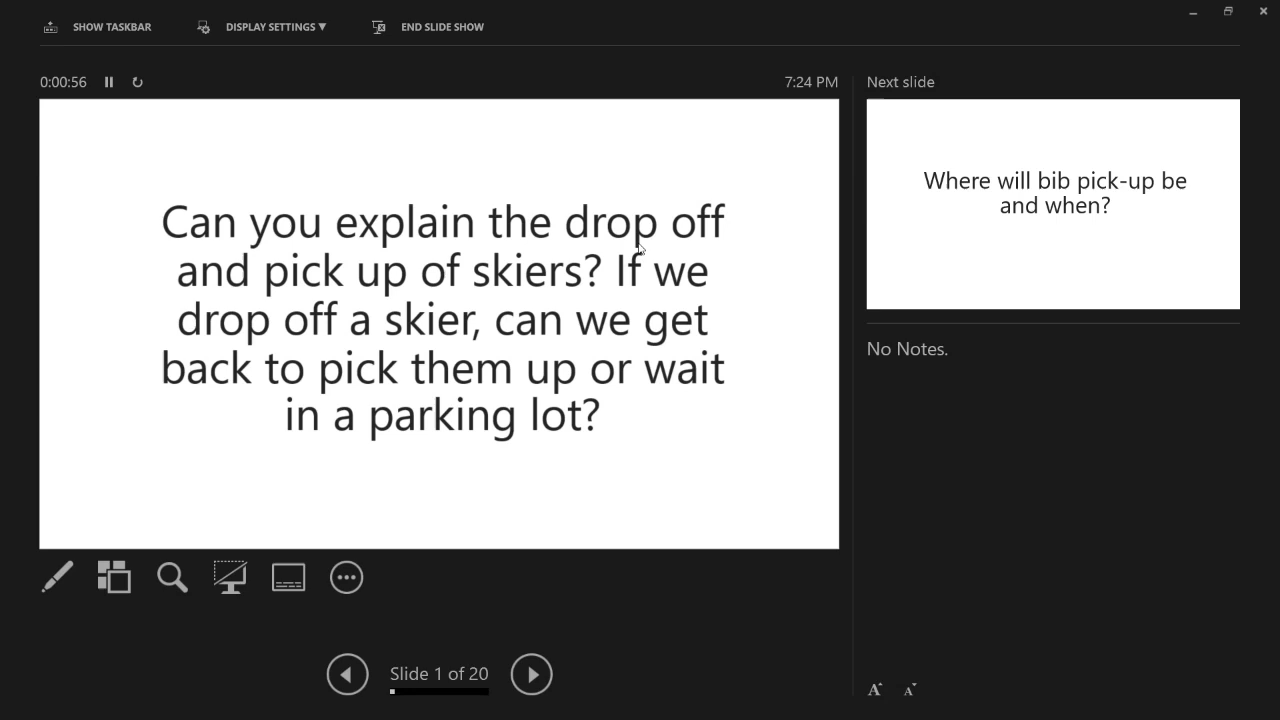 SHOW TASKBAR
DISPLAY SETTINGS ▼
END SLIDE SHOW
0:00:56
7:24 PM
Next slide
Can you explain the drop off
and pick up of skiers? If we
drop off a skier, can we get
back to pick them up or wait
in a parking lot?
Where will bib pick-up be
and when?
No Notes.
Slide 1 of 20
A A